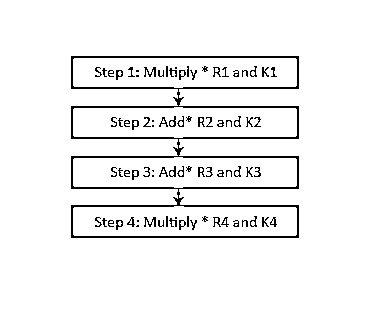 Step 1: Multiply * R1 and K1
Step 2: Add* R2 and K2
Step 3: Add* R3 and K3
Step 4: Multiply * R4 and K4